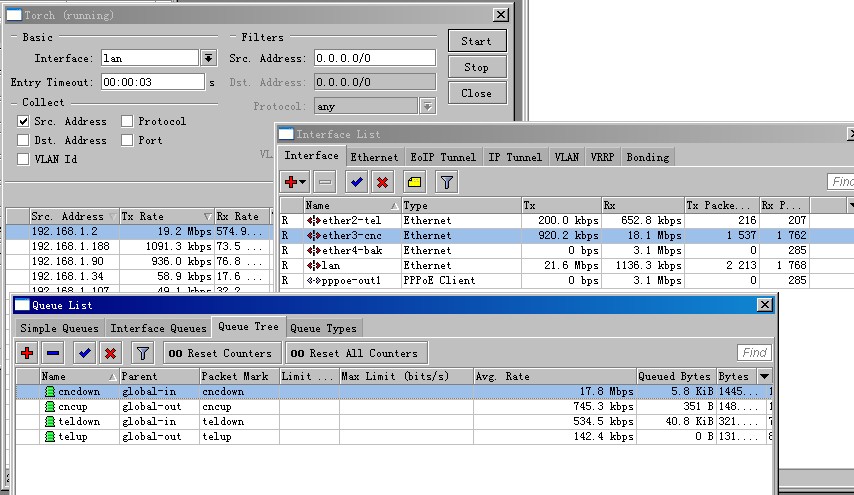 Torch (running)
Basic
Interface: lan
Entry Timeout: 00:00:03 s
Collect
Src. Address Protocol
Dst. Address Port
VLAN Id
Filters
Src. Address: 0.0.0.0/0
Dst. Address: 0.0.0.0/0
Protocol: any
VL
Start
Stop
Close
Src. Address Tx Rate Rx Rate
192.168.1.2 19.2 Mbps 574.9...
192.168.1.188 1091.3 kbps 73.5 ...
192.168.1.90 936.0 kbps 76.8 ...
192.168.1.34 58.9 kbps 17.6 ...
192.168.1.107 49.1 kbps 32.2 ...
Interface List
Interface Ethernet EoIP Tunnel IP Tunnel VLAN VRRP Bonding
Find
Name Type Tx Rx Tx Packe... Rx P...
R ether2-tel Ethernet 200.0 kbps 652.8 kbps 216 207
R ether3-cnc Ethernet 920.2 kbps 18.1 Mbps 1 537 1 762
R ether4-bak Ethernet 0 bps 3.1 Mbps 0 285
R lan Ethernet 21.6 Mbps 1136.3 kbps 2 213 1 768
R pppoe-out1 PPPoE Client 0 bps 3.1 Mbps 0 285
Queue List
Simple Queues Interface Queues Queue Tree Queue Types
00 Reset Counters 00 Reset All Counters Find
Name Parent Packet Mark Limit ... Max Limit (bits/s) Avg. Rate Queued Bytes Bytes
cncdown global-in cncdown 17.8 Mbps 5.8 KiB 1445...
cncup global-out cncup 745.3 kbps 351 B 148....
teldown global-in teldown 534.5 kbps 40.8 KiB 321....
telup global-out telup 142.4 kbps 0 B 131....